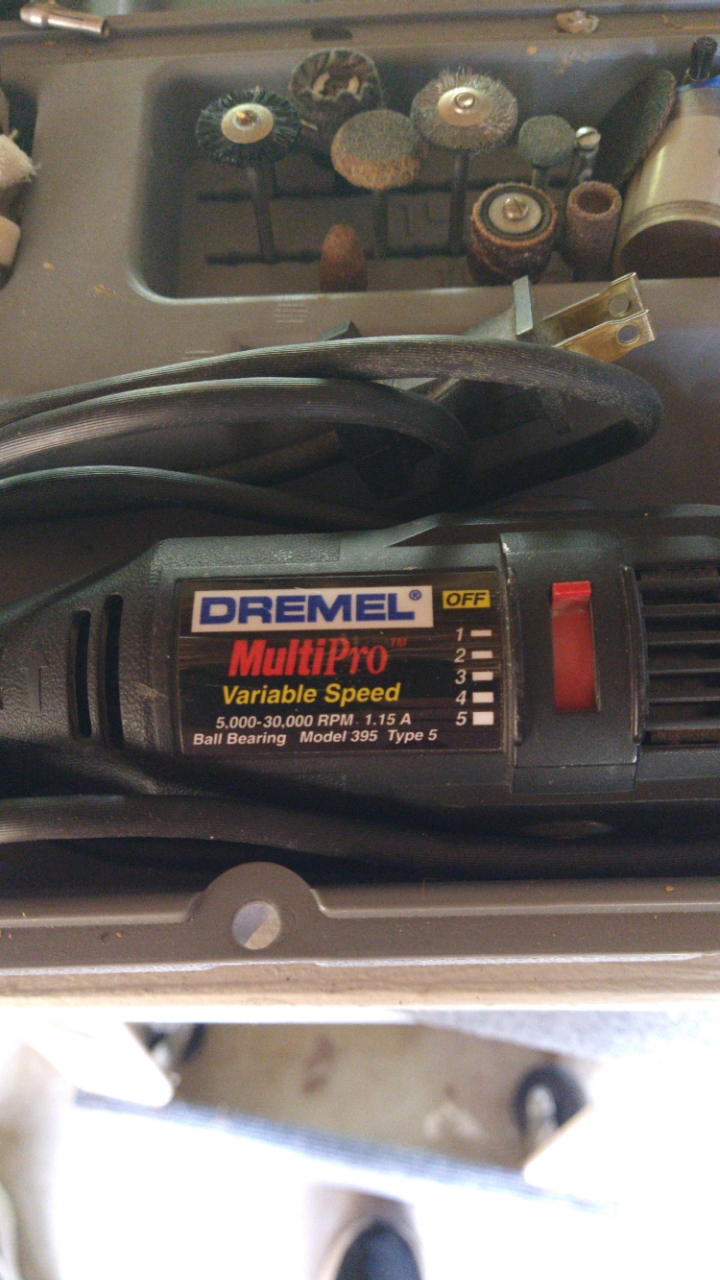 DREMEL®
MultiPro™
Variable Speed
5,000-30,000 RPM 1.15 A
Ball Bearing Model 395 Type 5
OFF
1
2
3
4
5